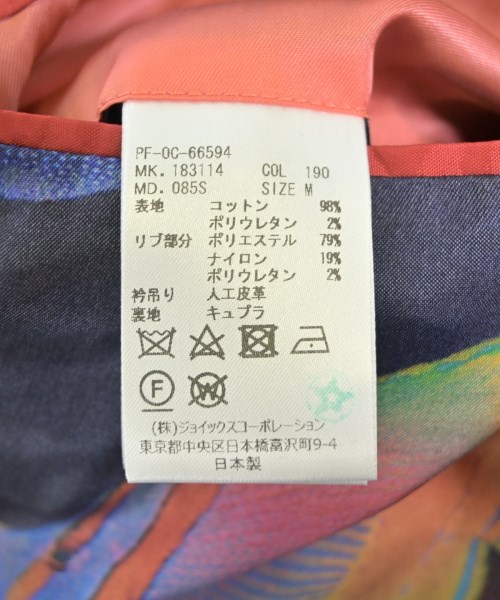 PF-OC-66594
MK. 183114 COL 190
MD. 085S SIZE M
表地 コットン 98%
ポリウレタン 2%
リブ部分 ポリエステル 79%
ナイロン 19%
ポリウレタン 2%
衿吊り 人工皮革
裏地 キュプラ
F W
(株)ジョイックスコーポレーション
東京都中央区日本橋富沢町9-4
日本製